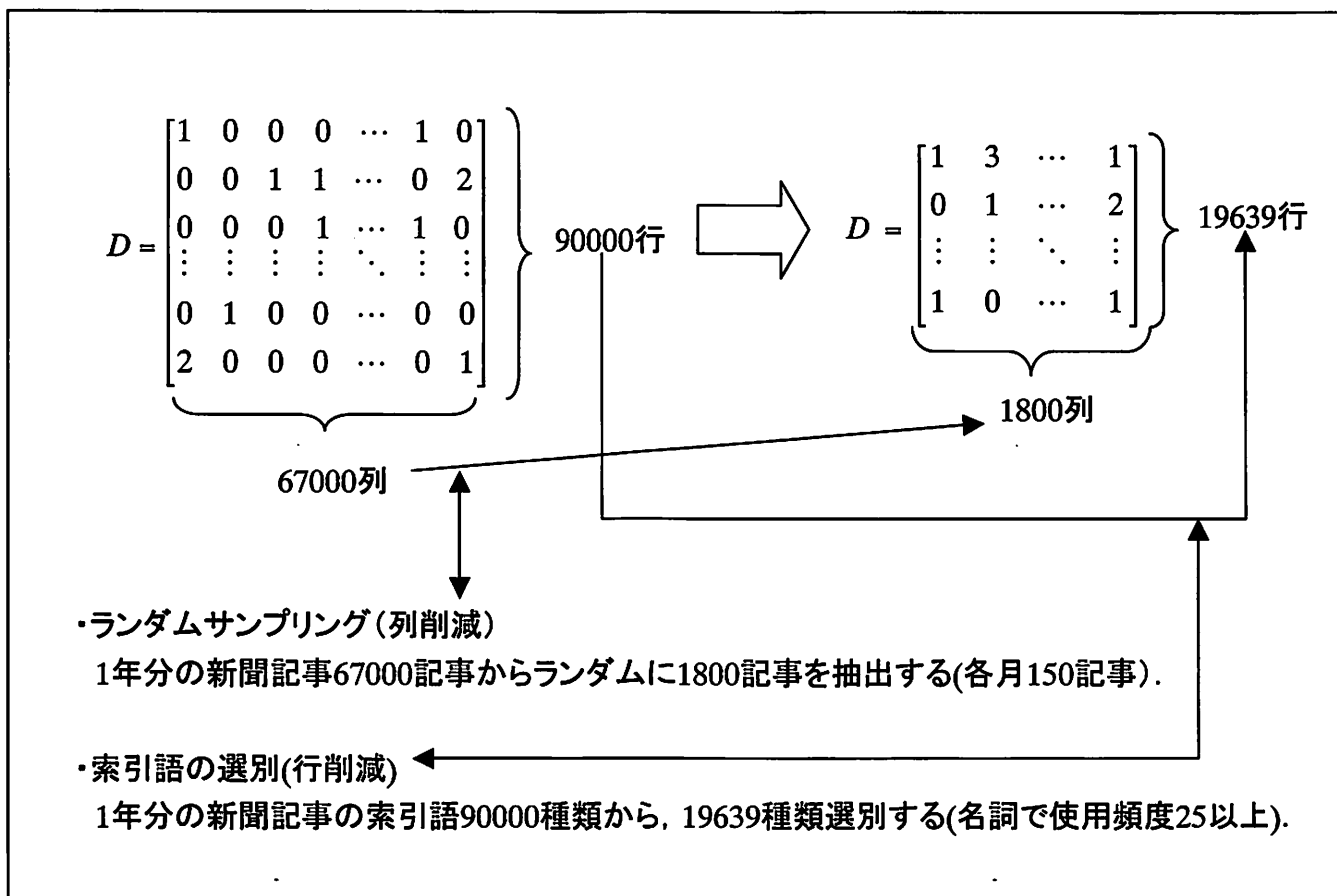 1 0 0 0 ⋯ 1 0
0 0 1 1 ⋯ 0 2
0 0 0 1 ⋯ 1 0
D = ⋮ ⋮ ⋮ ⋮ ⋱ ⋮ ⋮
0 1 0 0 ⋯ 0 0
2 0 0 0 ⋯ 0 1
90000行
67000列
1 3 ⋯ 1
0 1 ⋯ 2
D = ⋮ ⋮ ⋱ ⋮
1 0 ⋯ 1
19639行
1800列
・ランダムサンプリング(列削減)
1年分の新聞記事67000記事からランダムに1800記事を抽出する(各月150記事).
・索引語の選別(行削減)
1年分の新聞記事の索引語90000種類から, 19639種類選別する(名詞で使用頻度25以上).